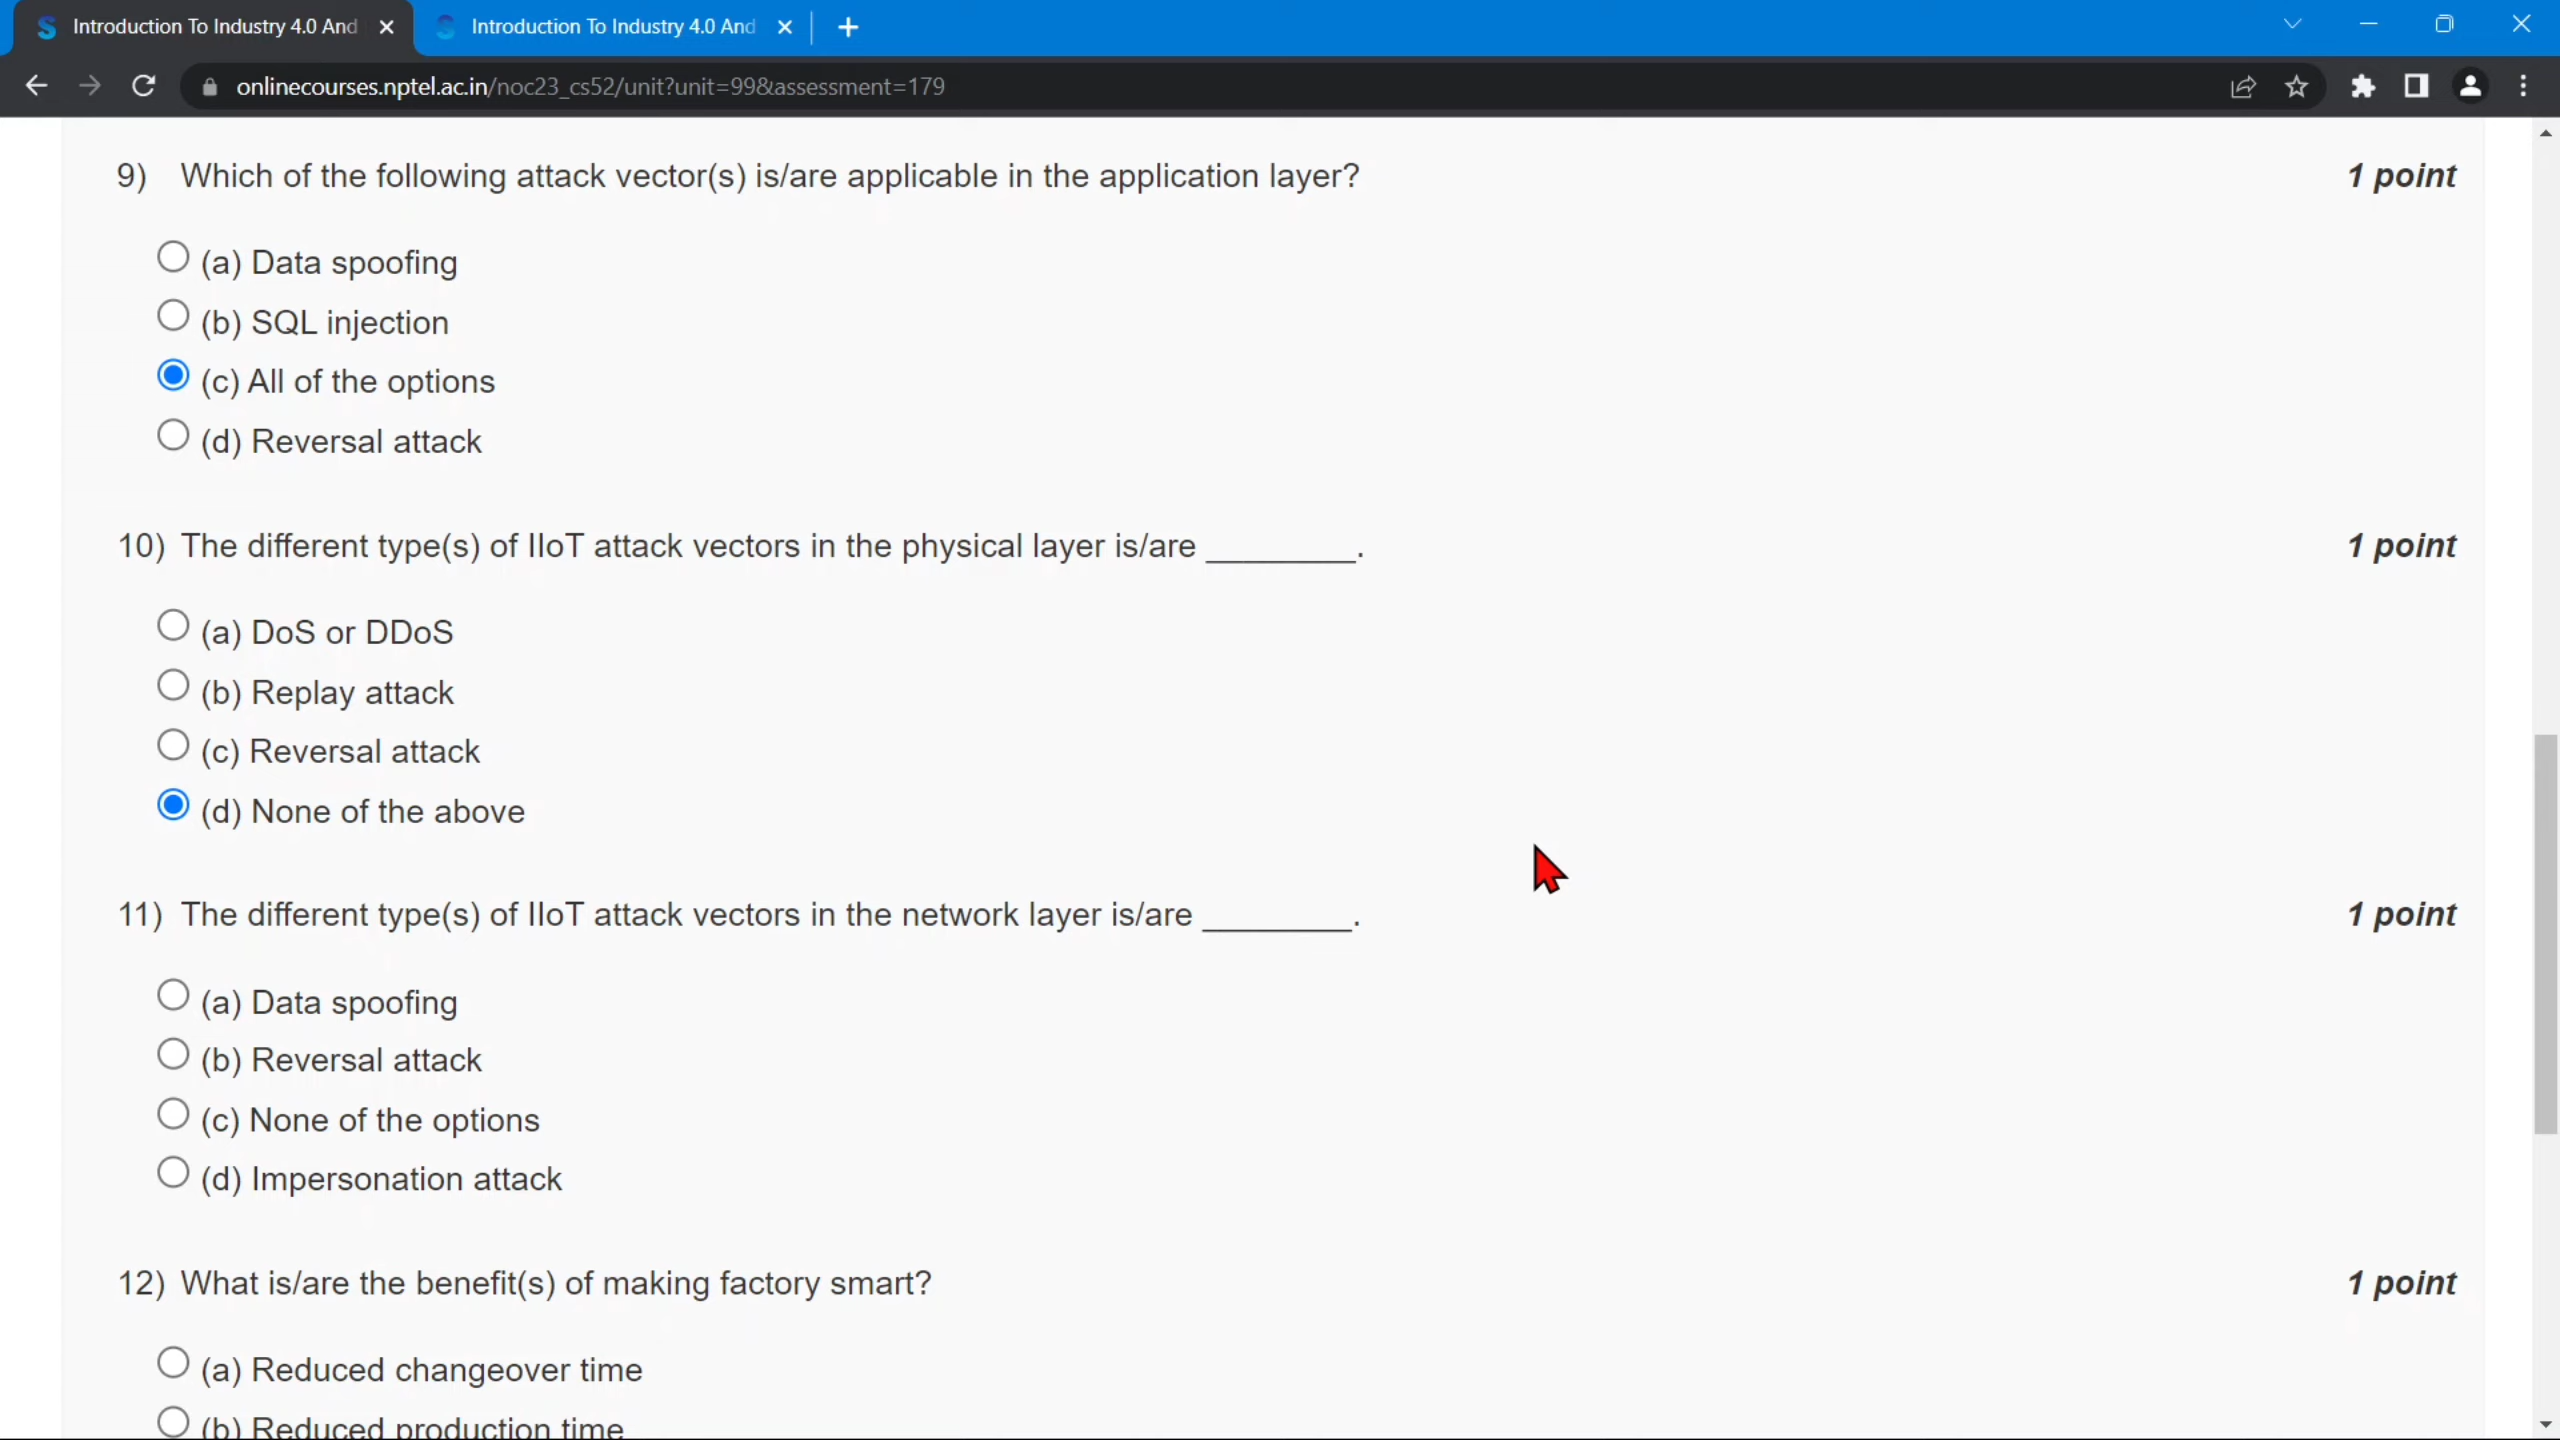 Introduction To Industry 4.0 And
Introduction To Industry 4.0 And
onlinecourses.nptel.ac.in/noc23_cs52/unit?unit=99&assessment=179
9) Which of the following attack vector(s) is/are applicable in the application layer? 1 point
(a) Data spoofing
(b) SQL injection
(c) All of the options
(d) Reversal attack
10) The different type(s) of IIoT attack vectors in the physical layer is/are ________. 1 point
(a) DoS or DDoS
(b) Replay attack
(c) Reversal attack
(d) None of the above
11) The different type(s) of IIoT attack vectors in the network layer is/are ________. 1 point
(a) Data spoofing
(b) Reversal attack
(c) None of the options
(d) Impersonation attack
12) What is/are the benefit(s) of making factory smart? 1 point
(a) Reduced changeover time
(b) Reduced production time